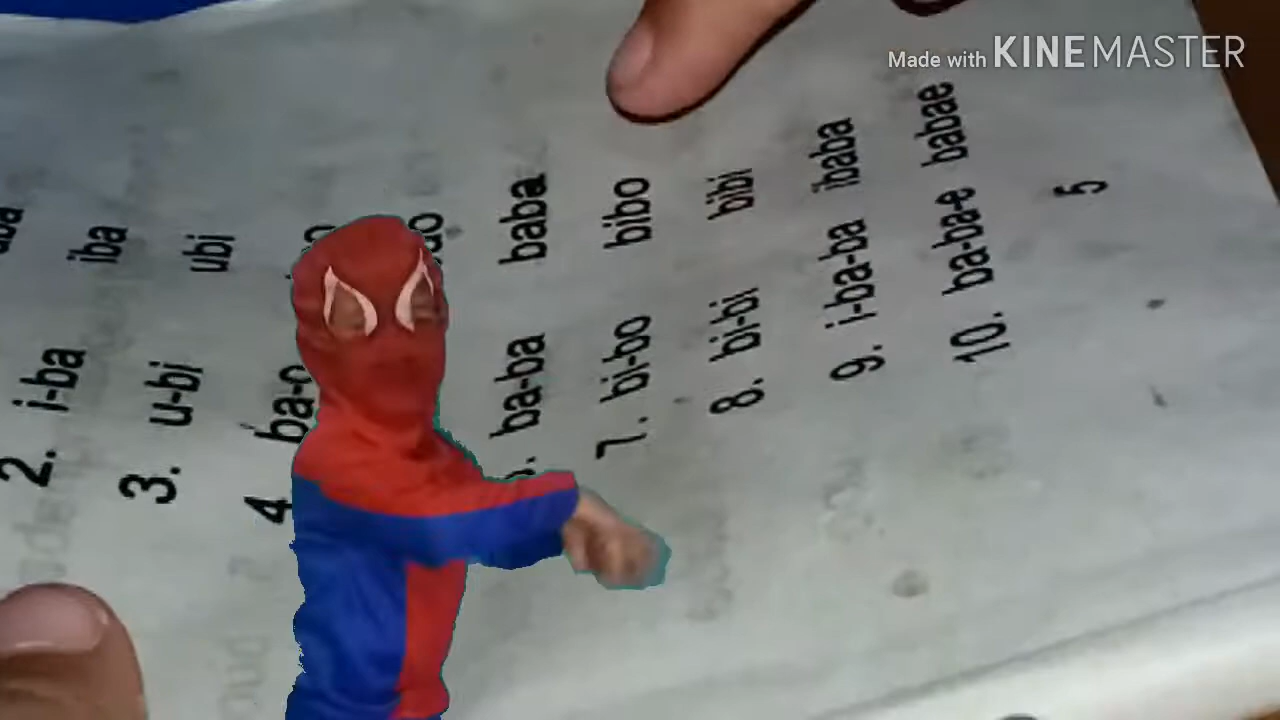 Made with KINEMASTER
2. i-ba iba
3. u-bi ubi
4
ba-ba baba
7. bi-bo bibo
8. bi-bi bibi
9. i-ba-ba ibaba
10. ba-ba-e babae
5